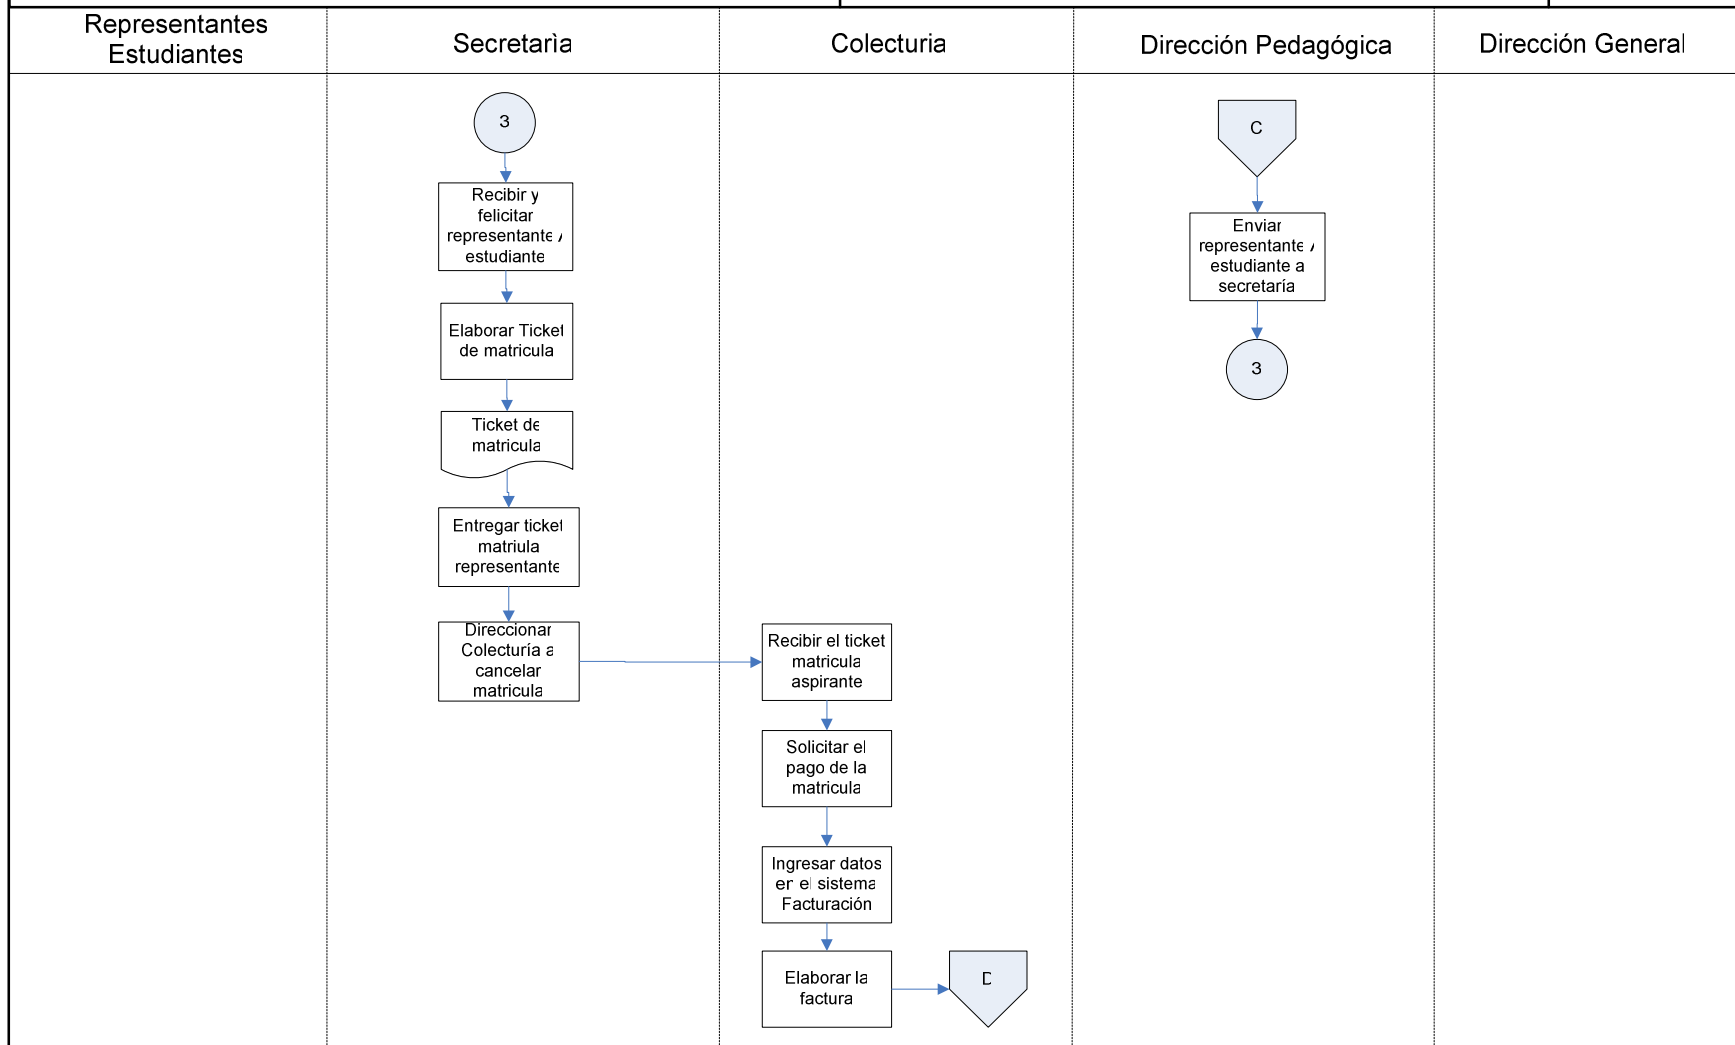 Representantes
Estudiantes
Secretarìa
Colecturia
Dirección Pedagógica
Dirección General
3
Recibir y
felicitar
representante /
estudiante
Elaborar Ticket
de matricula
Ticket de
matricula
Entregar ticket
matriula
representante
Direccionar
Colecturía a
cancelar
matricula
Recibir el ticket
matricula
aspirante
Solicitar el
pago de la
matricula
Ingresar datos
en el sistema
Facturación
Elaborar la
factura
D
C
Enviar
representante /
estudiante a
secretaría
3